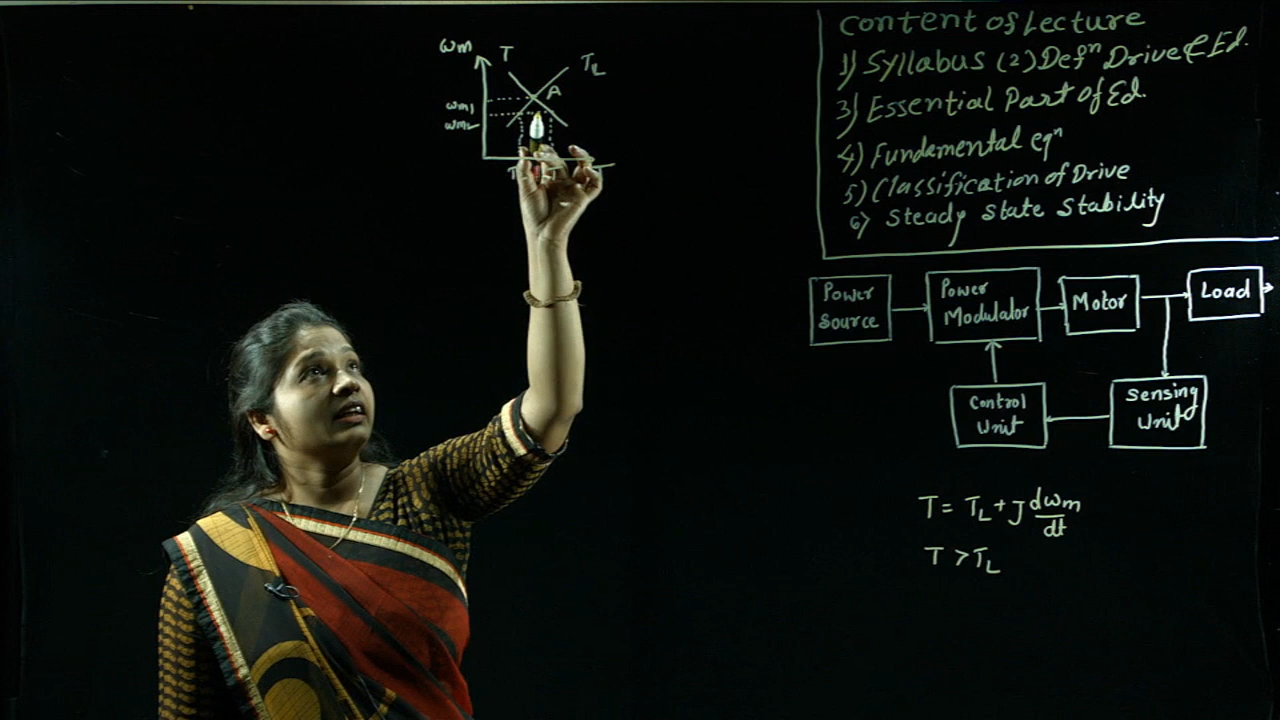 ωm
T
TL
A
ωm1
ωm2
Content of Lecture
1) Syllabus (2) Defⁿ Drive & Ed.
3) Essential Part of Ed.
4) Fundamental eqⁿ
5) Classification of Drive
6) Steady State Stability
Power
Source
Power
Modulator
Motor
Load
Control
Unit
Sensing
Unit
T = TL + J dωm/dt
T > TL